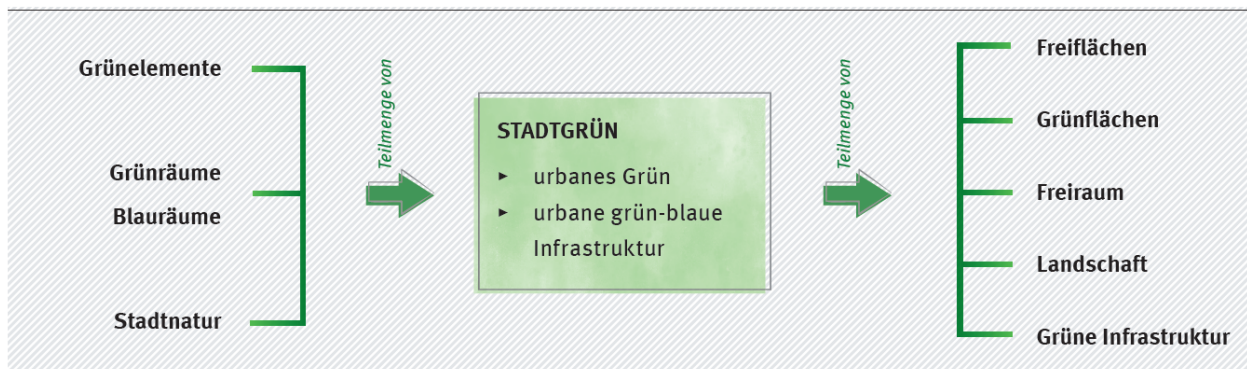 Grünelemente
Grünräume
Blauräume
Stadtnatur
Teilmenge von
STADTGRÜN
► urbanes Grün
► urbane grün-blaue
Infrastruktur
Teilmenge von
Freiflächen
Grünflächen
Freiraum
Landschaft
Grüne Infrastruktur